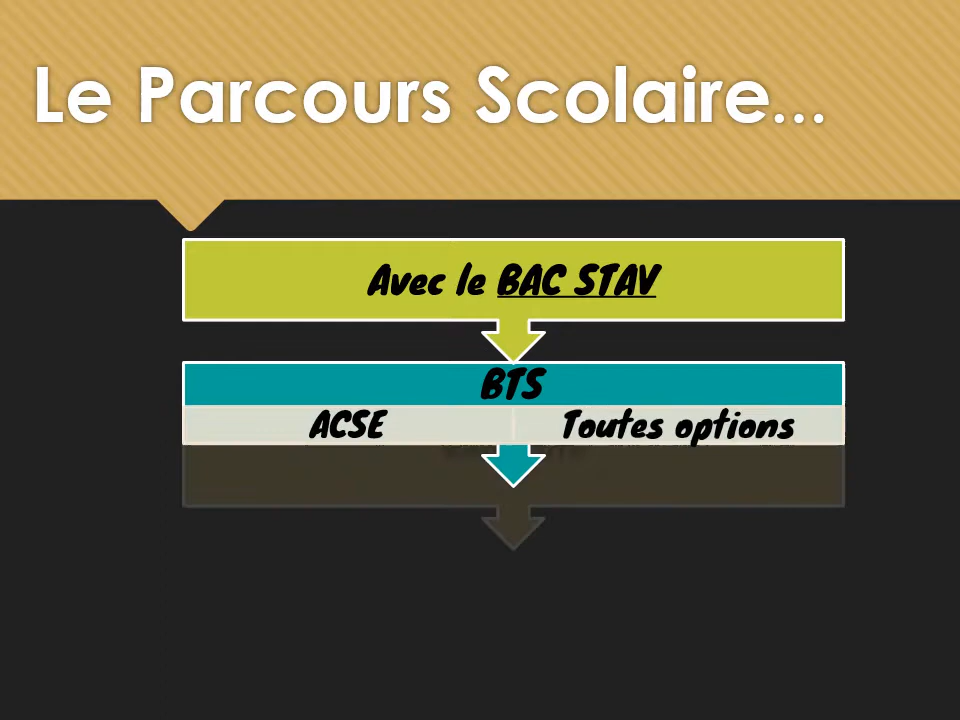 Le Parcours Scolaire...
Avec le BAC STAV
BTS
ACSE
Toutes options